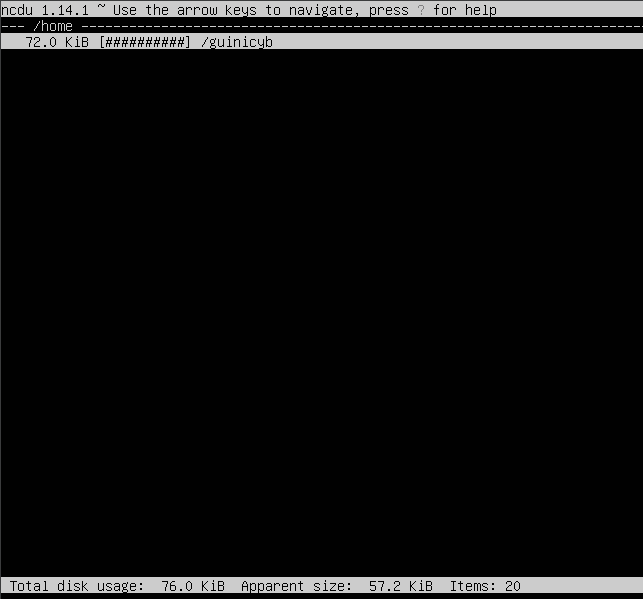 ncdu 1.14.1 ~ Use the arrow keys to navigate, press ? for help
--- /home ----------------------------------------------------------------------
72.0 KiB [##########] /guinicyb
Total disk usage:  76.0 KiB  Apparent size:  57.2 KiB  Items: 20